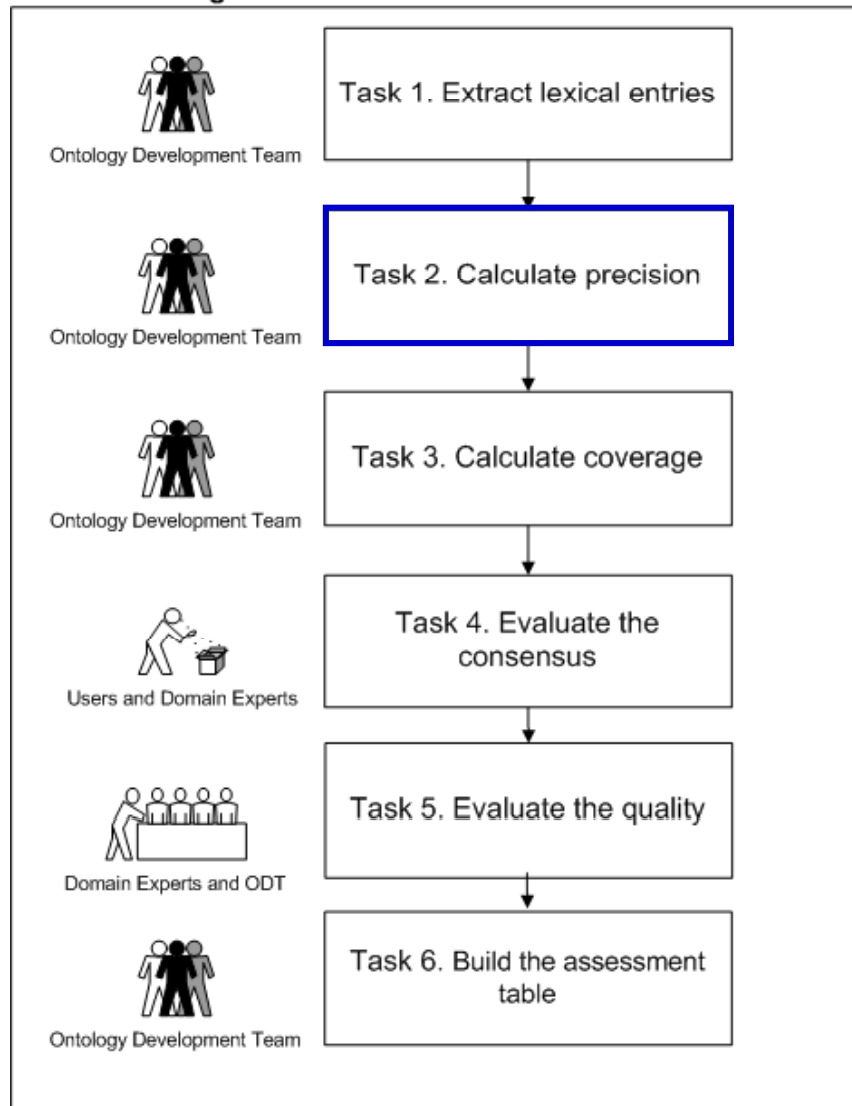 Task 1. Extract lexical entries
Ontology Development Team
Task 2. Calculate precision
Ontology Development Team
Task 3. Calculate coverage
Ontology Development Team
Task 4. Evaluate the
consensus
Users and Domain Experts
Task 5. Evaluate the quality
Domain Experts and ODT
Task 6. Build the assessment
table
Ontology Development Team